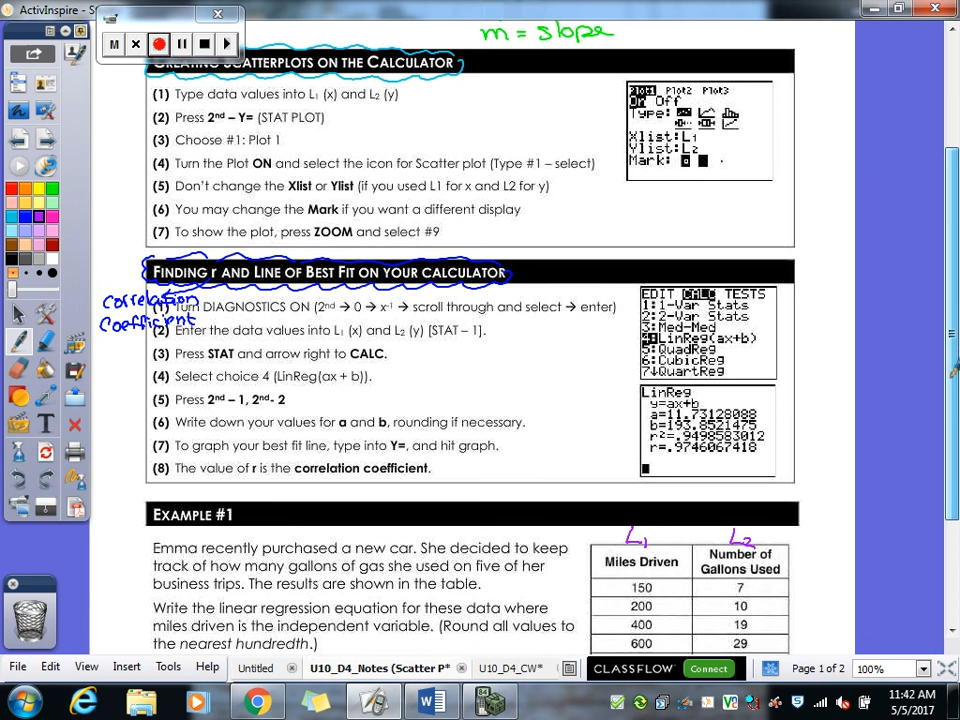 ActivInspire - S
m = slope
CREATING SCATTERPLOTS ON THE CALCULATOR
(1) Type data values into L₁ (x) and L₂ (y)
(2) Press 2nd – Y= (STAT PLOT)
(3) Choose #1: Plot 1
(4) Turn the Plot ON and select the icon for Scatter plot (Type #1 – select)
(5) Don't change the Xlist or Ylist (if you used L1 for x and L2 for y)
(6) You may change the Mark if you want a different display
(7) To show the plot, press ZOOM and select #9
Plot1 Plot2 Plot3
On Off
Type:
Xlist:L₁
Ylist:L₂
Mark:
FINDING r AND LINE OF BEST FIT ON YOUR CALCULATOR
correlation
coefficient
(1) Turn DIAGNOSTICS ON (2nd → 0 → x⁻¹ → scroll through and select → enter)
(2) Enter the data values into L₁ (x) and L₂ (y) [STAT – 1].
(3) Press STAT and arrow right to CALC.
(4) Select choice 4 (LinReg(ax + b)).
(5) Press 2nd – 1, 2nd- 2
(6) Write down your values for a and b, rounding if necessary.
(7) To graph your best fit line, type into Y=, and hit graph.
(8) The value of r is the correlation coefficient.
EDIT CALC TESTS
1:1-Var Stats
2:2-Var Stats
3:Med-Med
4:LinReg(ax+b)
5:QuadReg
6:CubicReg
7↓QuartReg
LinReg
y=ax+b
a=11.73128088
b=193.8521475
r²=.9498583012
r=.9746067418
EXAMPLE #1
Emma recently purchased a new car. She decided to keep
track of how many gallons of gas she used on five of her
business trips. The results are shown in the table.
Write the linear regression equation for these data where
miles driven is the independent variable. (Round all values to
the nearest hundredth.)
L₁ L₂
Miles Driven Number of Gallons Used
150 7
200 10
400 19
600 29
File Edit View Insert Tools Help Untitled U10_D4_Notes (Scatter P* U10_D4_CW* CLASSFLOW Connect Page 1 of 2 100%
11:42 AM
5/5/2017